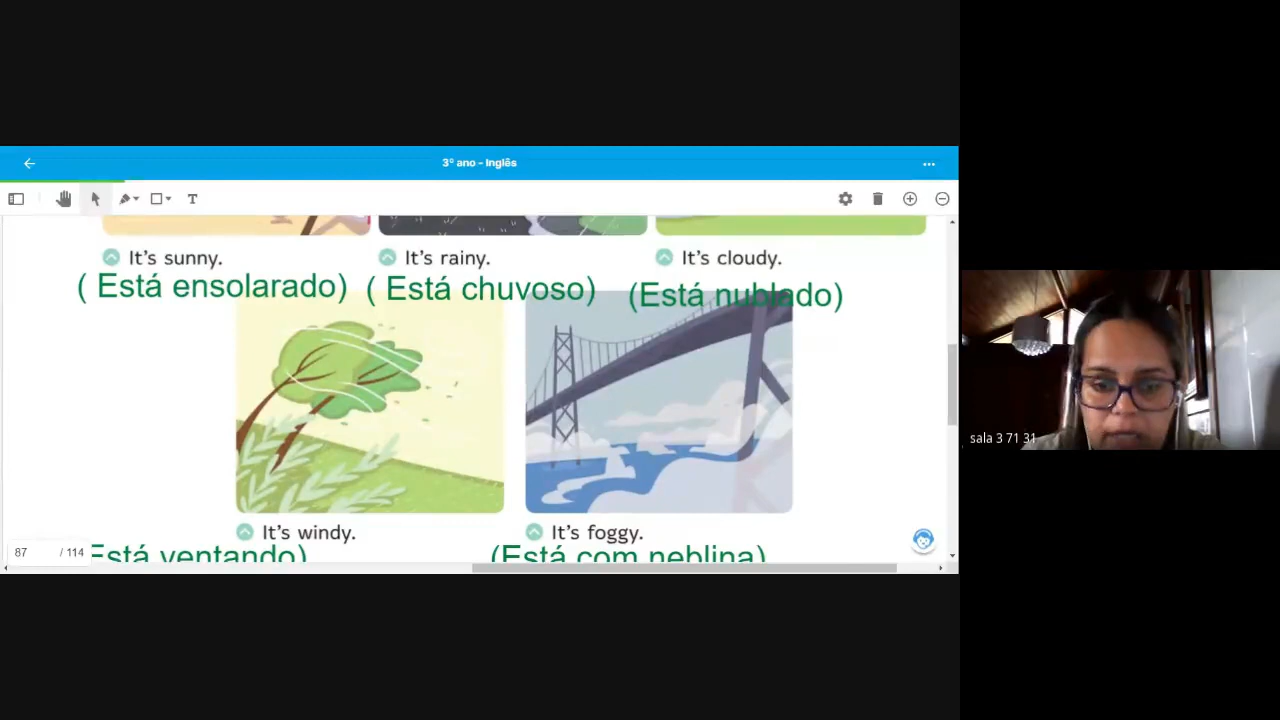 3º ano - Inglês
T
It's sunny. It's rainy. It's cloudy.
( Está ensolarado) ( Está chuvoso) (Está nublado)
It's windy. It's foggy.
Está ventando) (Está com neblina)
87 / 114
sala 3 71 31